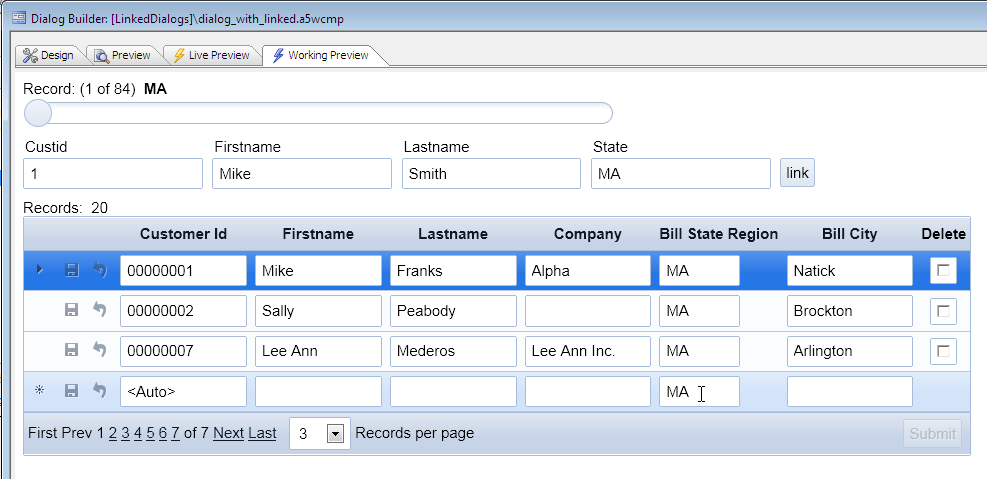 Dialog Builder: [LinkedDialogs]\dialog_with_linked.a5wcmp
Design Preview Live Preview Working Preview
Record: (1 of 84) MA
Custid Firstname Lastname State
1 Mike Smith MA link
Records: 20
Customer Id Firstname Lastname Company Bill State Region Bill City Delete
00000001 Mike Franks Alpha MA Natick
00000002 Sally Peabody MA Brockton
00000007 Lee Ann Mederos Lee Ann Inc. MA Arlington
<Auto> MA
First Prev 1 2 3 4 5 6 7 of 7 Next Last 3 Records per page Submit